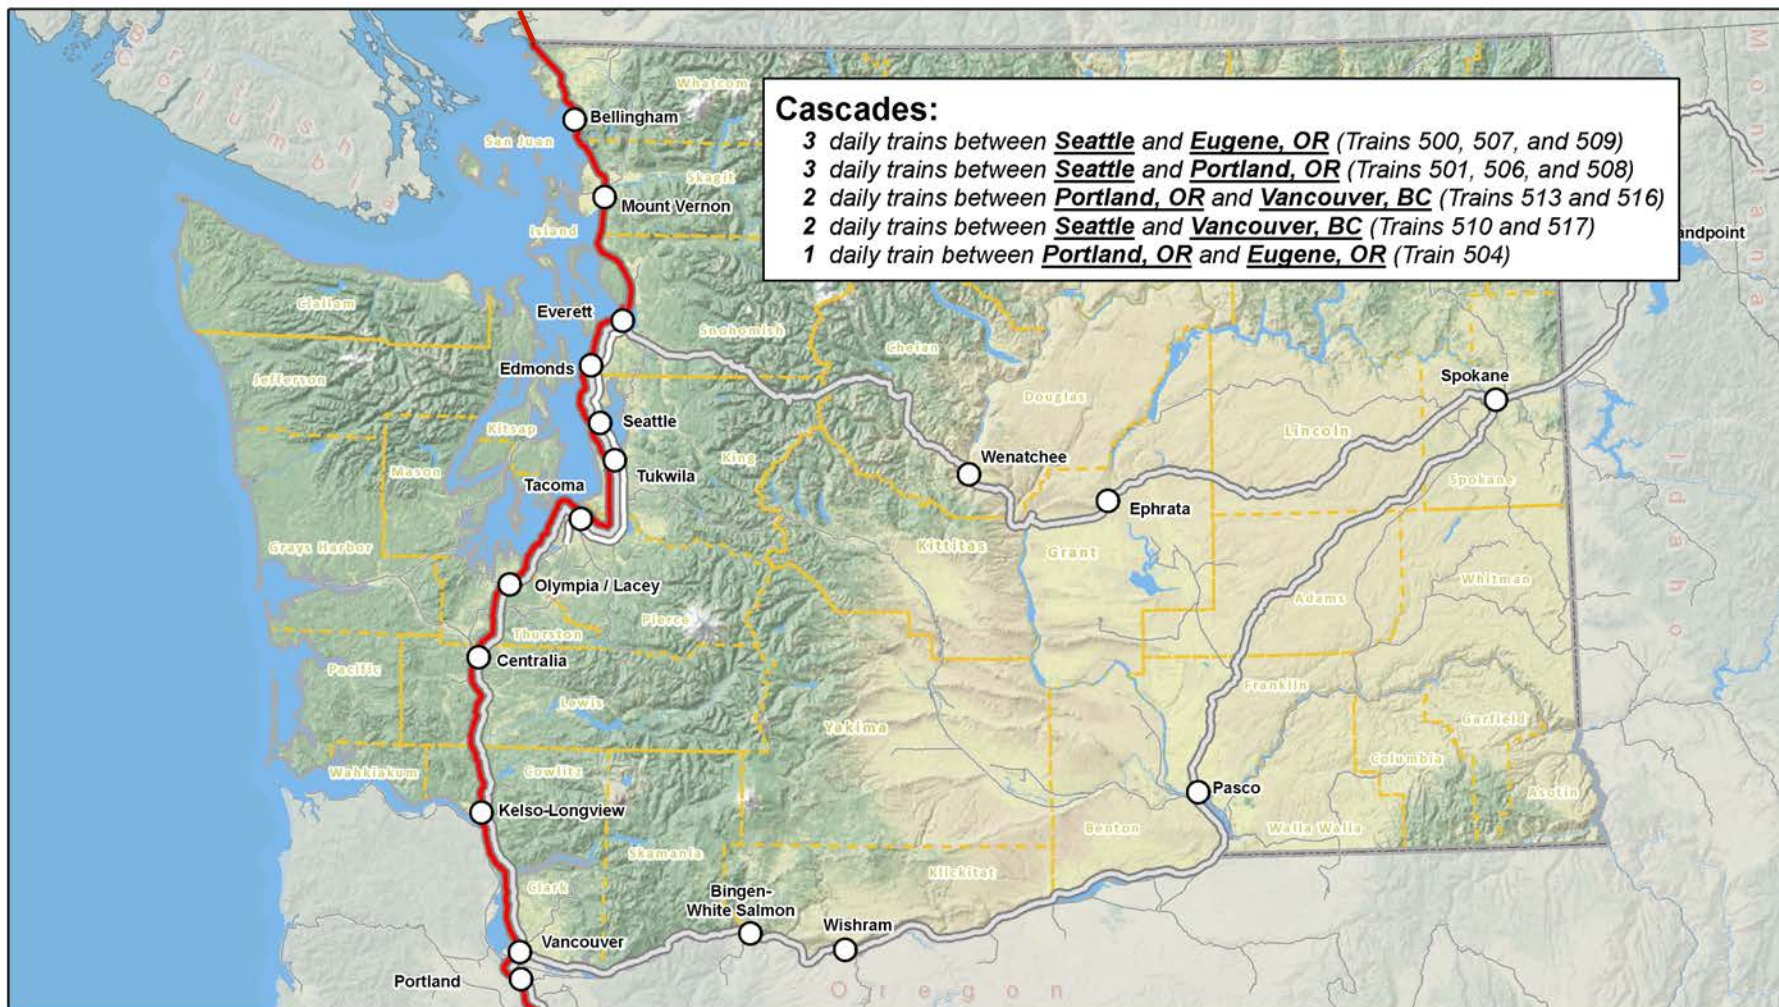 British
Columbia
Montana
Idaho
Oregon
Cascades:
3 daily trains between Seattle and Eugene, OR (Trains 500, 507, and 509)
3 daily trains between Seattle and Portland, OR (Trains 501, 506, and 508)
2 daily trains between Portland, OR and Vancouver, BC (Trains 513 and 516)
2 daily trains between Seattle and Vancouver, BC (Trains 510 and 517)
1 daily train between Portland, OR and Eugene, OR (Train 504)
Whatcom
Bellingham
San Juan
Skagit
Mount Vernon
Island
andpoint
Clallam
Everett
Snohomish
Chelan
Edmonds
Jefferson
Spokane
Douglas
Seattle
Kitsap
Lincoln
King
Wenatchee
Mason
Tukwila
Tacoma
Spokane
Ephrata
Grays Harbor
Kittitas
Grant
Olympia / Lacey
Whitman
Adams
Pierce
Thurston
Centralia
Pacific
Franklin
Lewis
Yakima
Garfield
Columbia
Wahkiakum
Cowlitz
Pasco
Asotin
Kelso-Longview
Benton
Walla Walla
Skamania
Klickitat
Clark
Bingen-
White Salmon
Wishram
Vancouver
Portland